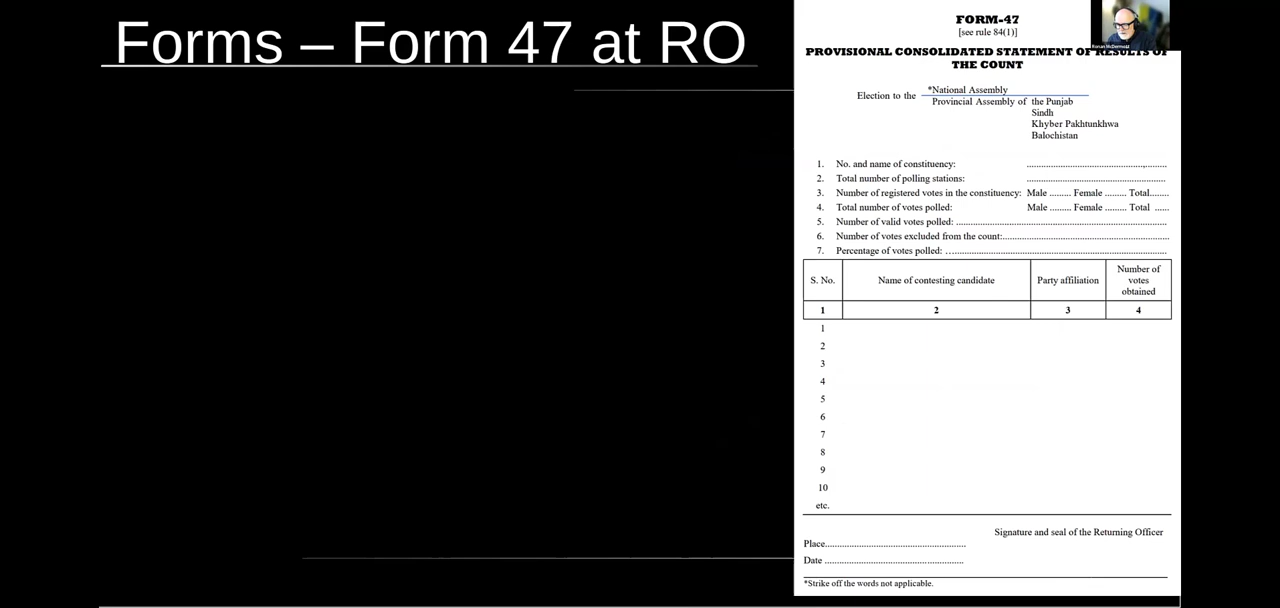 Forms – Form 47 at RO
FORM-47
[see rule 84(1)]
Ronan McDermott
PROVISIONAL CONSOLIDATED STATEMENT OF RESULTS OF
THE COUNT
*National Assembly
Election to the
Provincial Assembly of the Punjab
Sindh
Khyber Pakhtunkhwa
Balochistan
1. No. and name of constituency: ..........................................................
2. Total number of polling stations: ..........................................................
3. Number of registered votes in the constituency: Male ......... Female ......... Total........
4. Total number of votes polled: Male ......... Female ......... Total ......
5. Number of valid votes polled: ....................................................................................
6. Number of votes excluded from the count:....................................................................
7. Percentage of votes polled: ….....................................................................................
S. No. Name of contesting candidate Party affiliation Number of votes obtained
1 2 3 4
1
2
3
4
5
6
7
8
9
10
etc.
Signature and seal of the Returning Officer
Place.........................................................
Date ........................................................
*Strike off the words not applicable.